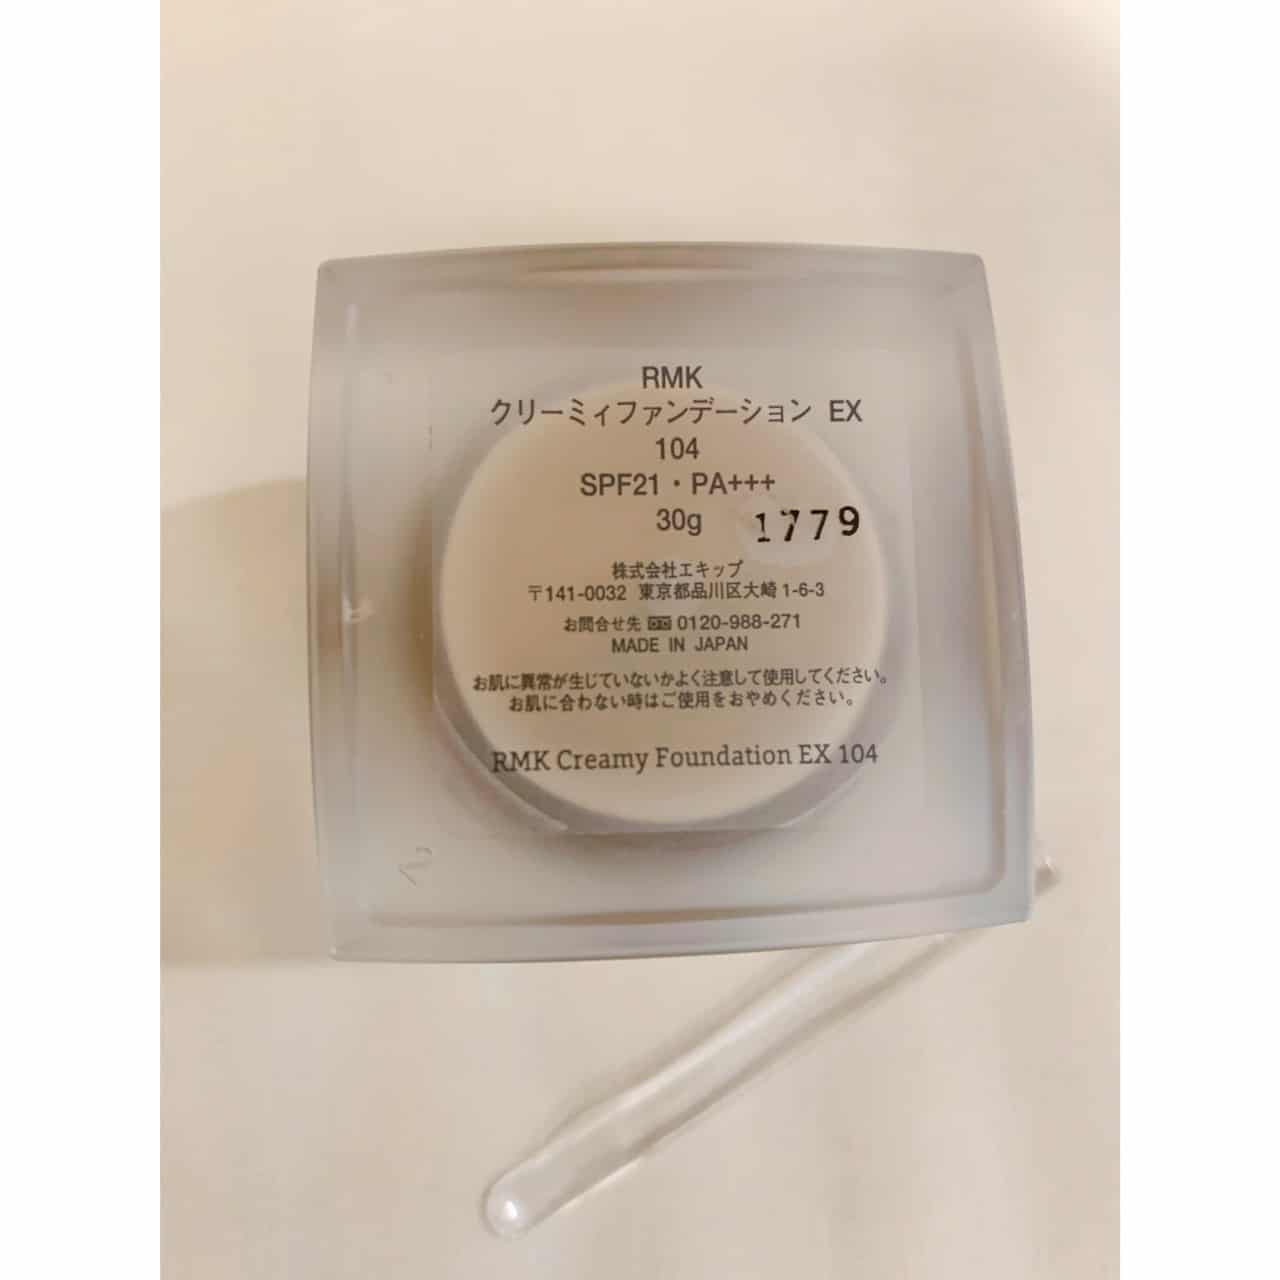 RMK
クリーミィファンデーション EX
104
SPF21・PA+++
30g 1779
株式会社エキップ
〒141-0032 東京都品川区大崎1-6-3
お問合せ先 0120-988-271
MADE IN JAPAN
お肌に異常が生じていないかよく注意して使用してください。
お肌に合わない時はご使用をおやめください。
RMK Creamy Foundation EX 104